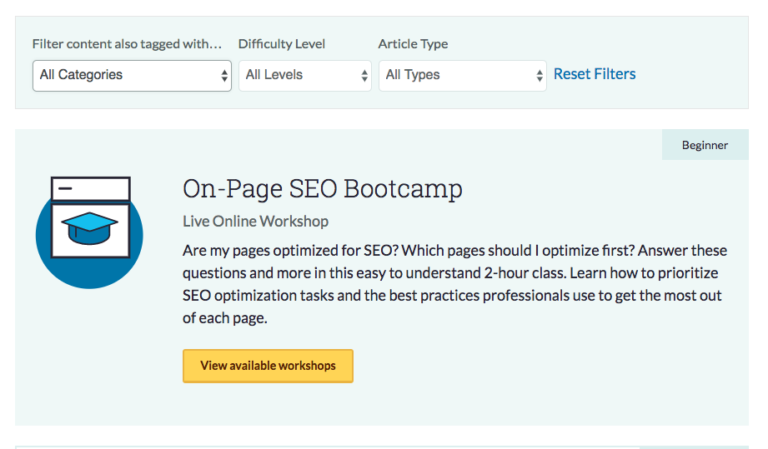 Filter content also tagged with... Difficulty Level Article Type
All Categories All Levels All Types Reset Filters
Beginner
On-Page SEO Bootcamp
Live Online Workshop
Are my pages optimized for SEO? Which pages should I optimize first? Answer these
questions and more in this easy to understand 2-hour class. Learn how to prioritize
SEO optimization tasks and the best practices professionals use to get the most out
of each page.
View available workshops